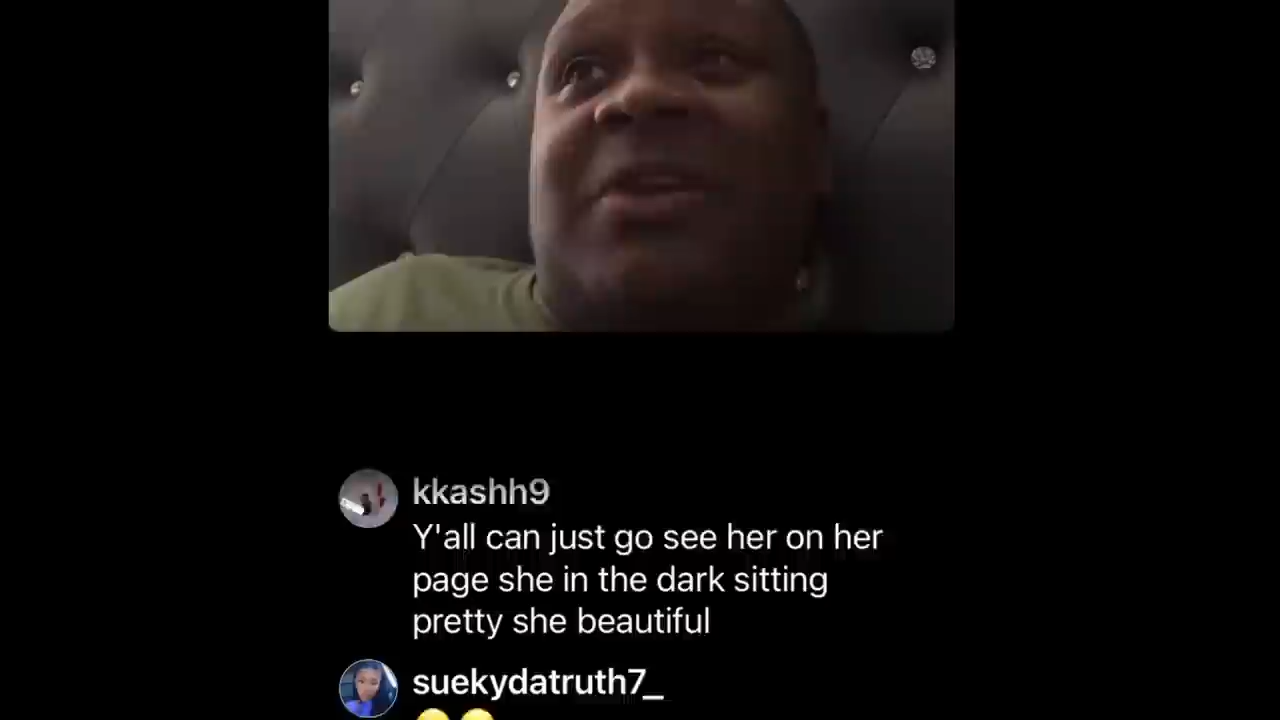 kkashh9
Y'all can just go see her on her
page she in the dark sitting
pretty she beautiful
suekydatruth7_